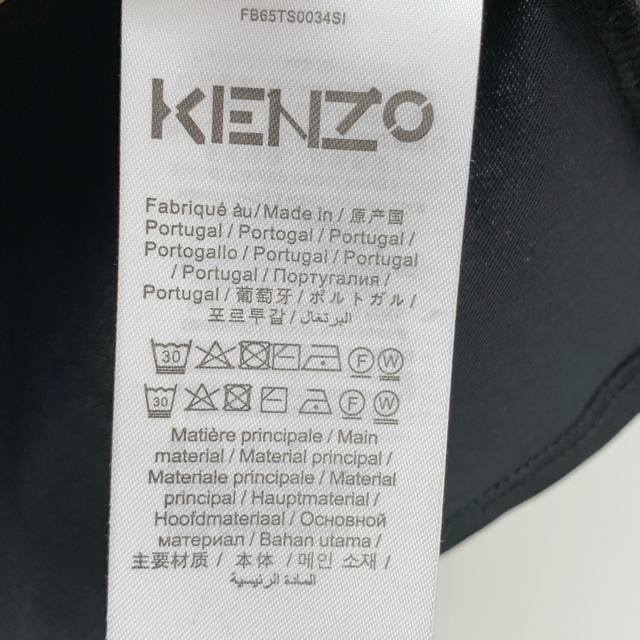 FB65TS0034SI
KENZO
Fabriqué àu / Made in / 原产国
Portugal / Portogal / Portugal /
Portogallo / Portugal / Portugal
/ Portugal / Португалия /
Portugal / 葡萄牙 / ポルトガル /
포르투갈 / البرتغال
30 F W
30 F W
Matière principale / Main
material / Material principal /
Materiale principale / Material
principal / Hauptmaterial /
Hoofdmateriaal / Основной
материал / Bahan utama /
主要材质 / 本体 / 메인 소재 /
المادة الرئيسية